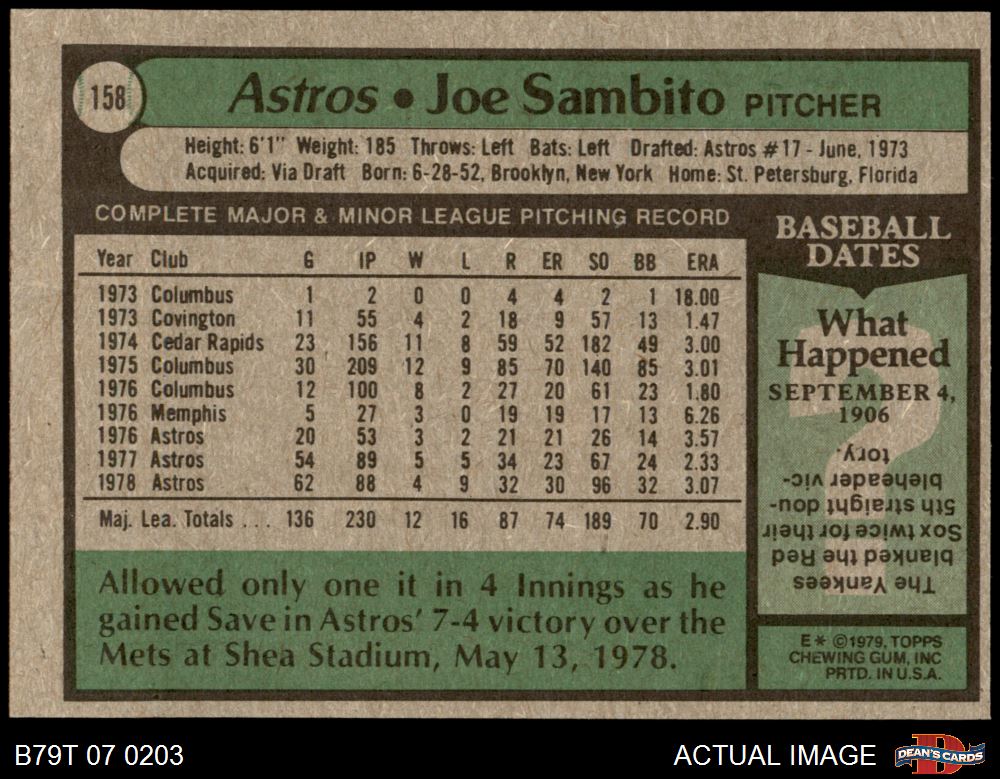 158
Astros • Joe Sambito PITCHER
Height: 6'1" Weight: 185 Throws: Left Bats: Left Drafted: Astros #17 - June, 1973
Acquired: Via Draft Born: 6-28-52, Brooklyn, New York Home: St. Petersburg, Florida
COMPLETE MAJOR & MINOR LEAGUE PITCHING RECORD
Year Club G IP W L R ER SO BB ERA
1973 Columbus 1 2 0 0 4 4 2 1 18.00
1973 Covington 11 55 4 2 18 9 57 13 1.47
1974 Cedar Rapids 23 156 11 8 59 52 182 49 3.00
1975 Columbus 30 209 12 9 85 70 140 85 3.01
1976 Columbus 12 100 8 2 27 20 61 23 1.80
1976 Memphis 5 27 3 0 19 19 17 13 6.26
1976 Astros 20 53 3 2 21 21 26 14 3.57
1977 Astros 54 89 5 5 34 23 67 24 2.33
1978 Astros 62 88 4 9 32 30 96 32 3.07
Maj. Lea. Totals ... 136 230 12 16 87 74 189 70 2.90
Allowed only one it in 4 Innings as he
gained Save in Astros' 7-4 victory over the
Mets at Shea Stadium, May 13, 1978.
BASEBALL
DATES
What
Happened
SEPTEMBER 4,
1906
The Yankees
blanked the Red
Sox twice for their
5th straight dou-
bleheader vic-
tory.
E* ©1979, TOPPS
CHEWING GUM, INC
PRTD. IN U.S.A.
B79T 07 0203
ACTUAL IMAGE
DEAN'S CARDS